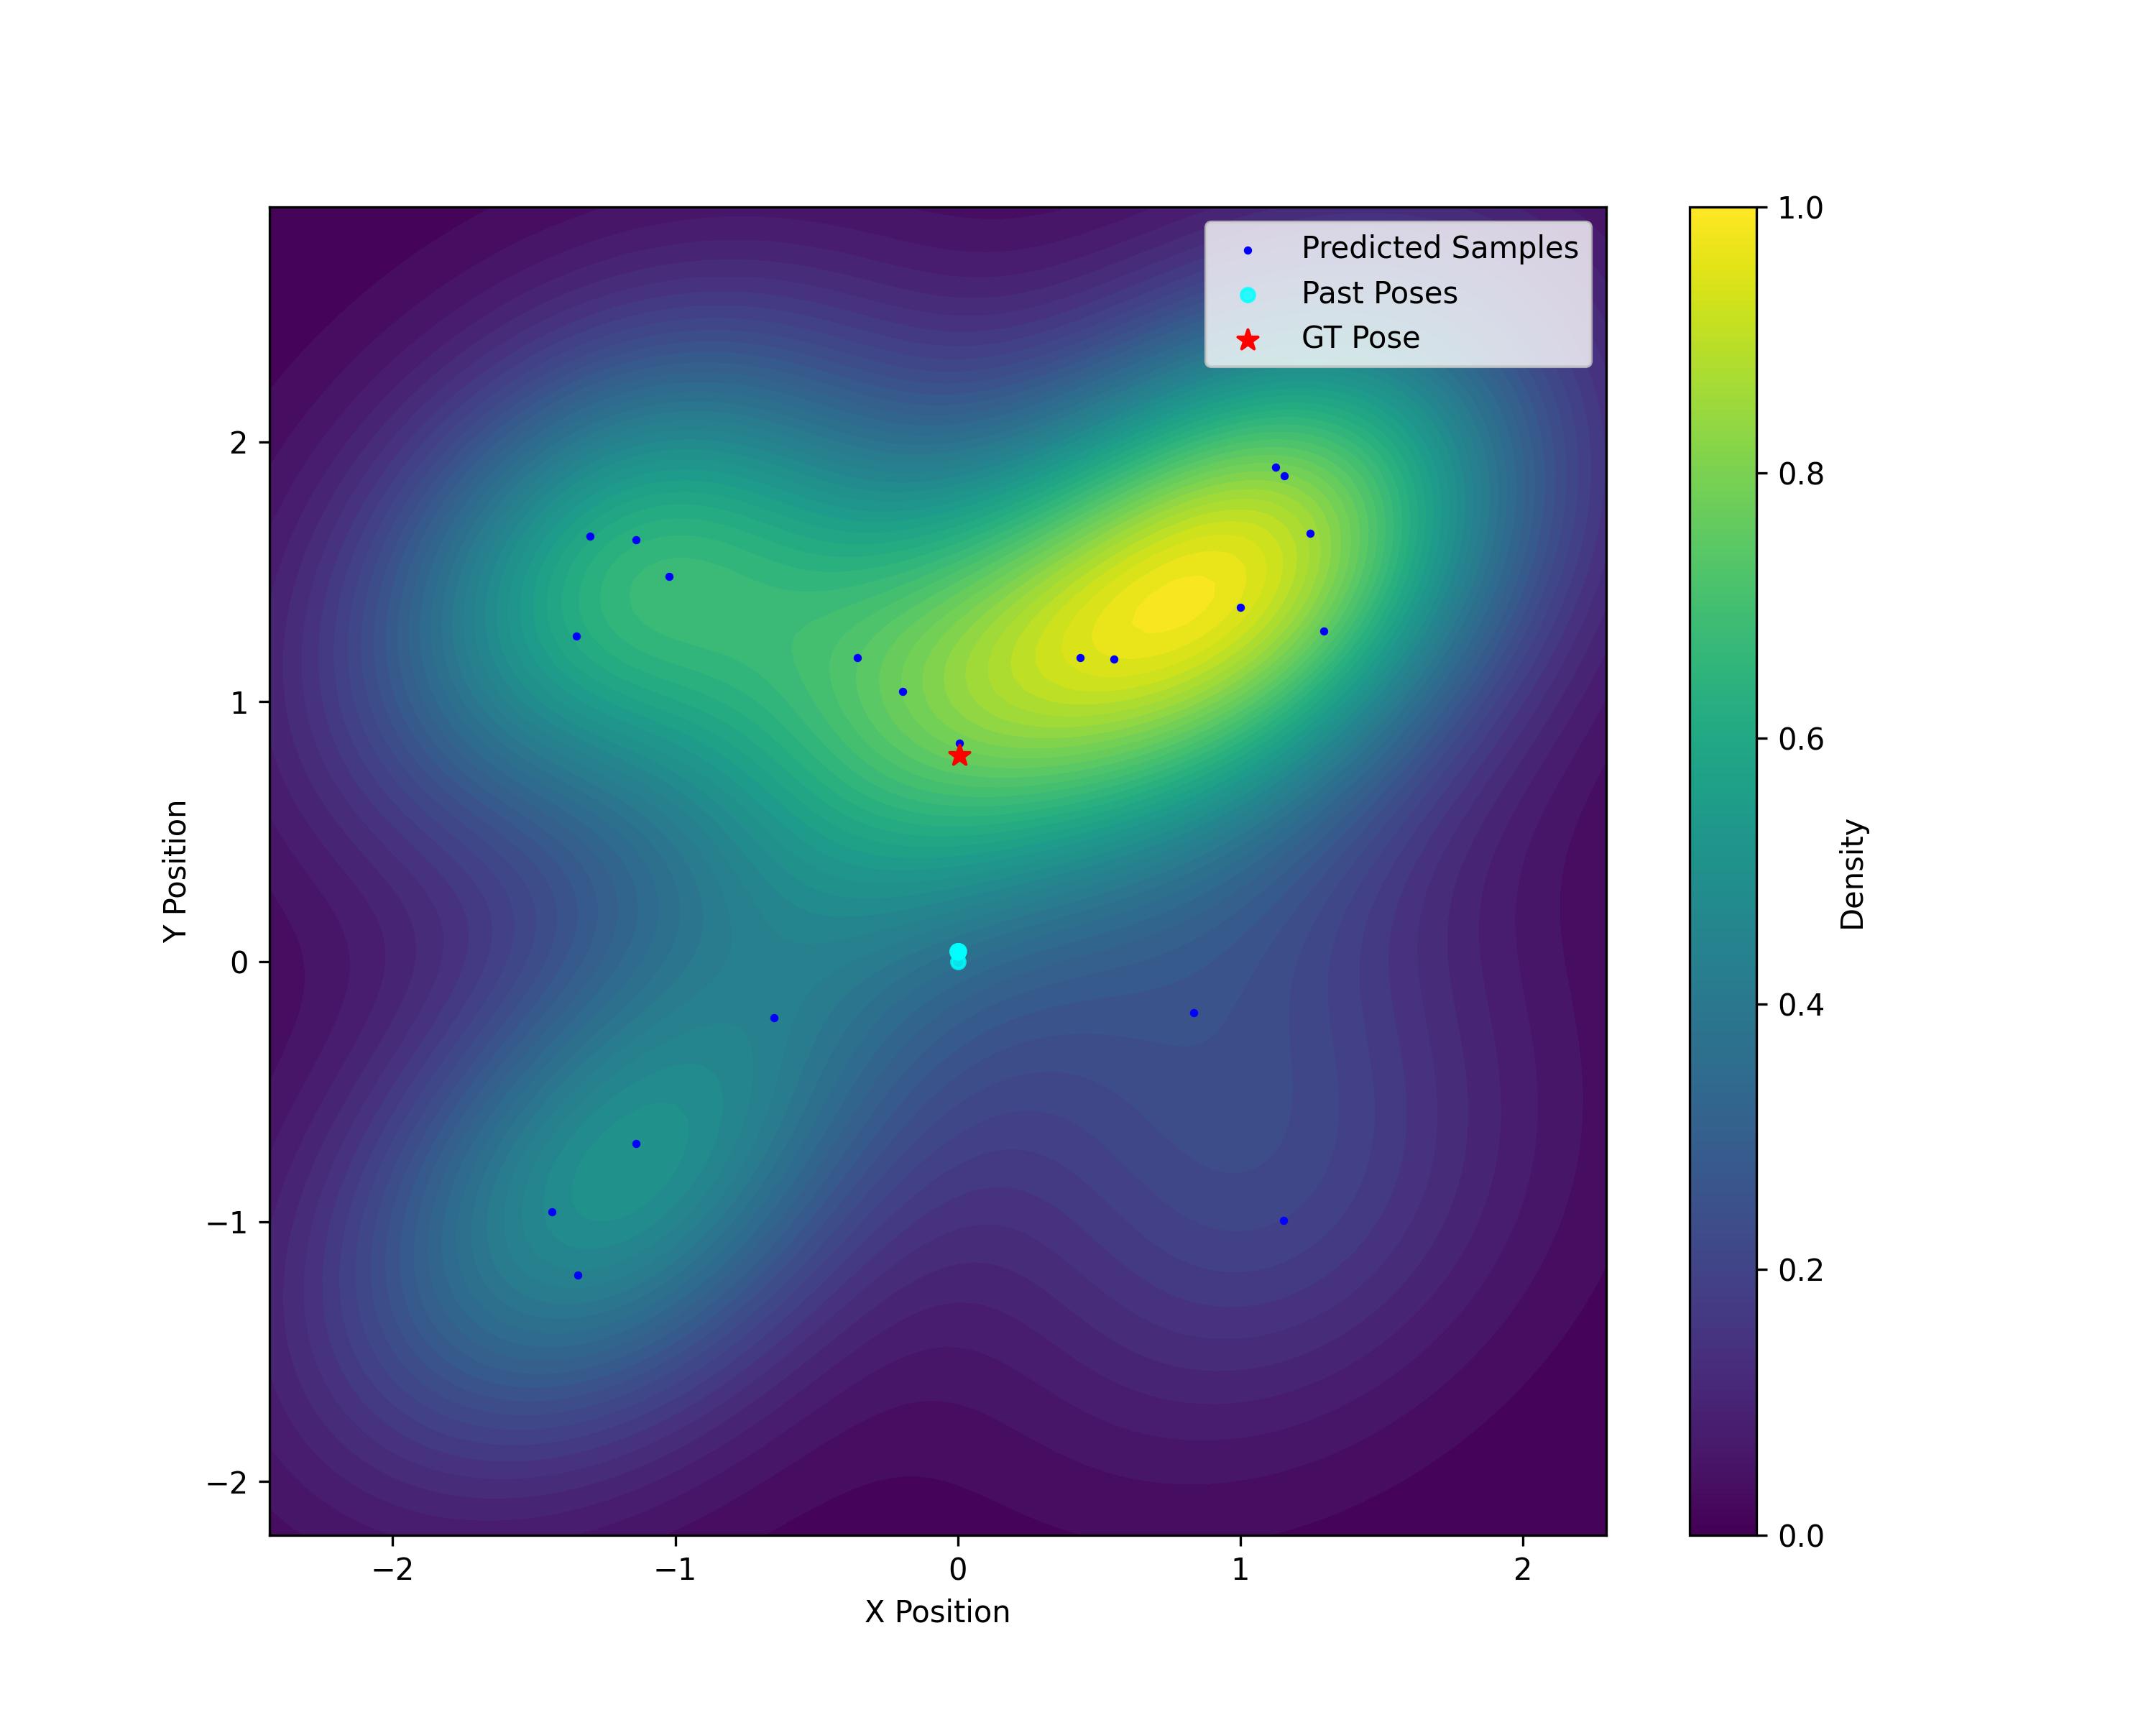 Predicted Samples
Past Poses
GT Pose
1.0
0.8
0.6
0.4
0.2
0.0
Density
2
1
0
−1
−2
Y Position
−2
−1
0
1
2
X Position